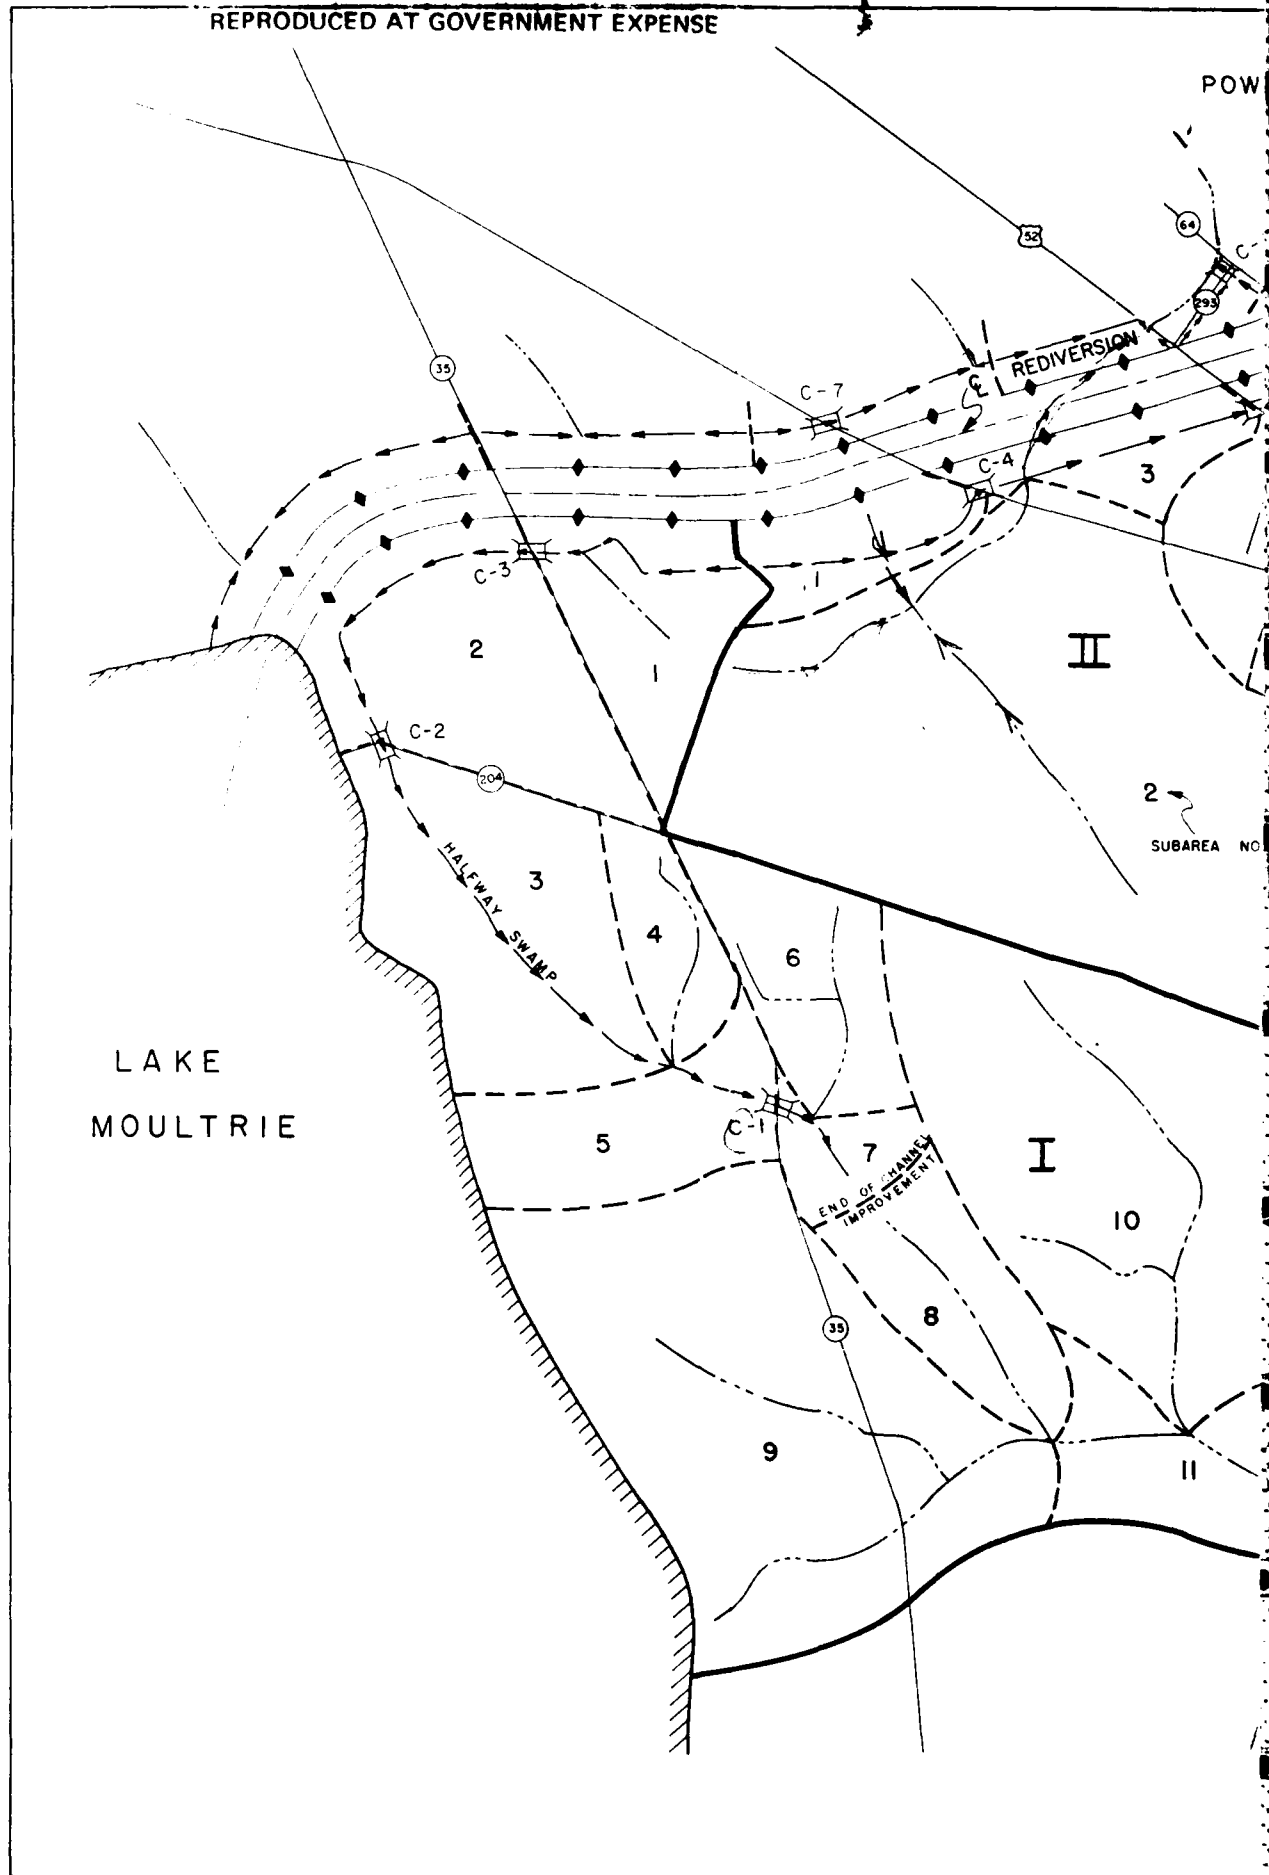 REPRODUCED AT GOVERNMENT EXPENSE
POW
64
52
C-
293
35
REDIVERSION
C-7
℄
C-4
3
C-3
1
II
2
1
C-2
204
2
SUBAREA NO
HALFWAY SWAMP
3
4
6
LAKE
MOULTRIE
C-1
5
7
I
END OF CHANNEL
IMPROVEMENT
10
8
35
9
11